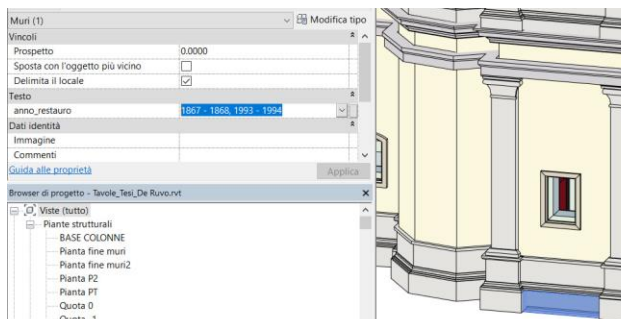 Muri (1) Modifica tipo
Vincoli
Prospetto 0.0000
Sposta con l'oggetto più vicino
Delimita il locale
Testo
anno_restauro 1867 - 1868, 1993 - 1994
Dati identità
Immagine
Commenti
Guida alle proprietà Applica
Browser di progetto - Tavole_Tesi_De Ruvo.rvt
Viste (tutto)
Piante strutturali
BASE COLONNE
Pianta fine muri
Pianta fine muri2
Pianta P2
Pianta PT
Quota 0
Quota -1